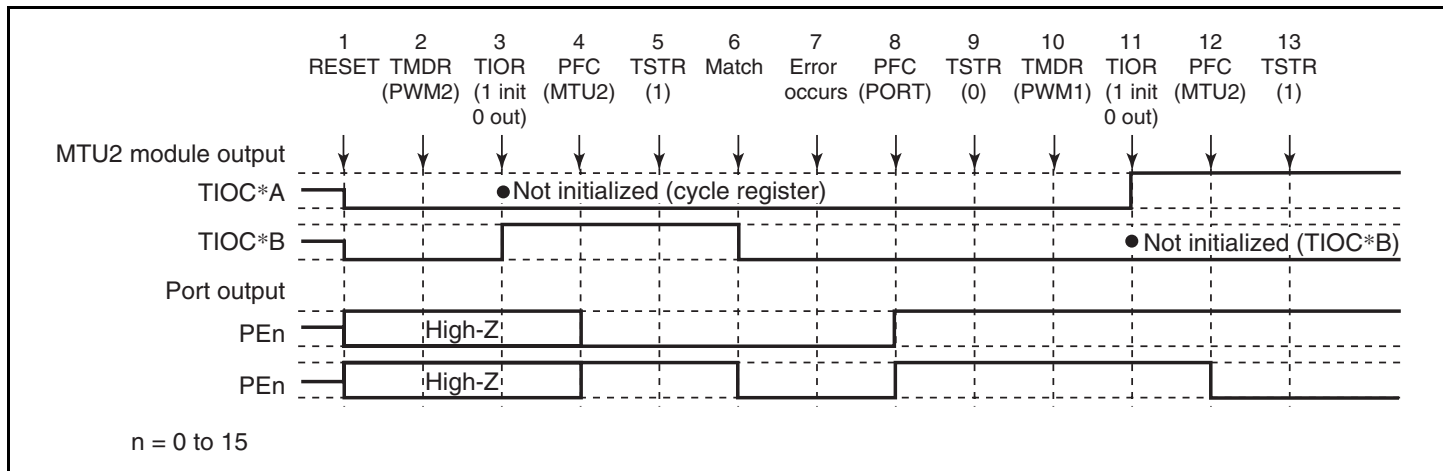 1 2 3 4 5 6 7 8 9 10 11 12 13
RESET TMDR TIOR PFC TSTR Match Error PFC TSTR TMDR TIOR PFC TSTR
(PWM2) (1 init (MTU2) (1) occurs (PORT) (0) (PWM1) (1 init (MTU2) (1)
0 out) 0 out)
MTU2 module output
TIOC*A ●Not initialized (cycle register)
TIOC*B ● Not initialized (TIOC*B)
Port output
PEn High-Z
PEn High-Z
n = 0 to 15